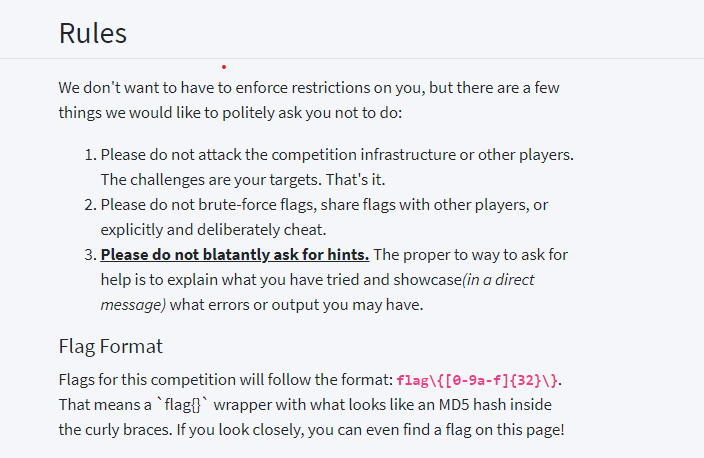 Rules
We don't want to have to enforce restrictions on you, but there are a few
things we would like to politely ask you not to do:
1. Please do not attack the competition infrastructure or other players.
The challenges are your targets. That's it.
2. Please do not brute-force flags, share flags with other players, or
explicitly and deliberately cheat.
3. Please do not blatantly ask for hints. The proper to way to ask for
help is to explain what you have tried and showcase(in a direct
message) what errors or output you may have.
Flag Format
Flags for this competition will follow the format: flag\{[0-9a-f]{32}\}.
That means a `flag{}` wrapper with what looks like an MD5 hash inside
the curly braces. If you look closely, you can even find a flag on this page!